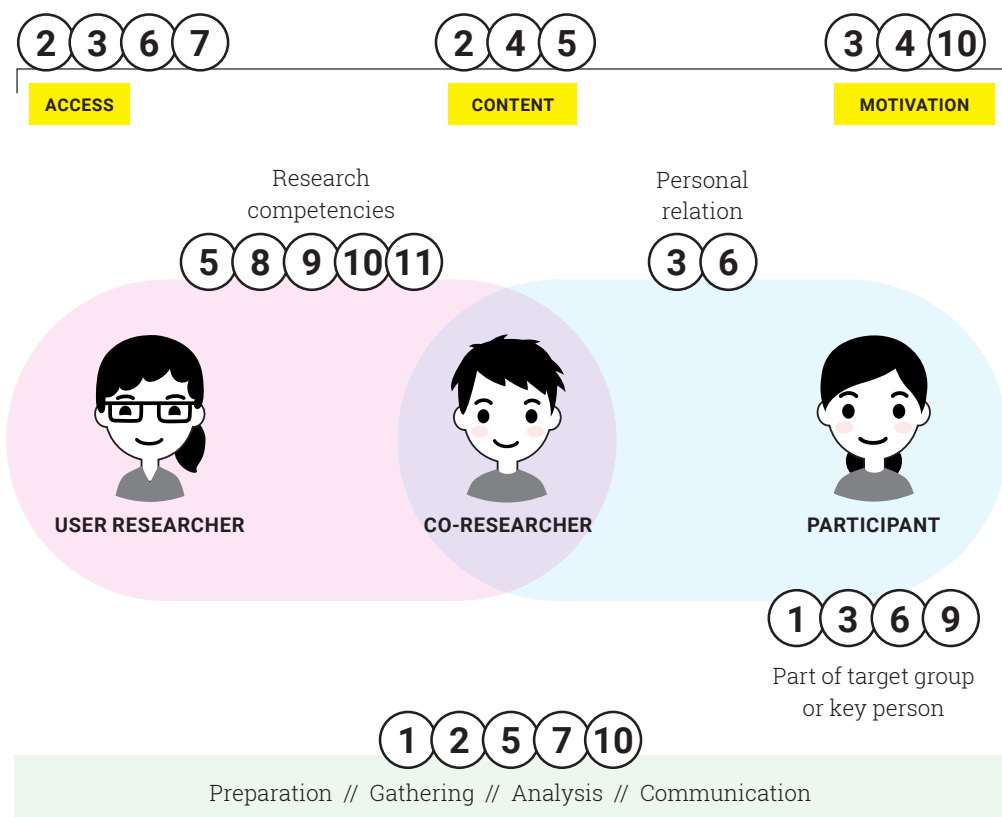 2 3 6 7 2 4 5 3 4 10
ACCESS CONTENT MOTIVATION
Research
competencies
Personal
relation
5 8 9 10 11 3 6
USER RESEARCHER CO-RESEARCHER PARTICIPANT
1 3 6 9
Part of target group
or key person
1 2 5 7 10
Preparation // Gathering // Analysis // Communication